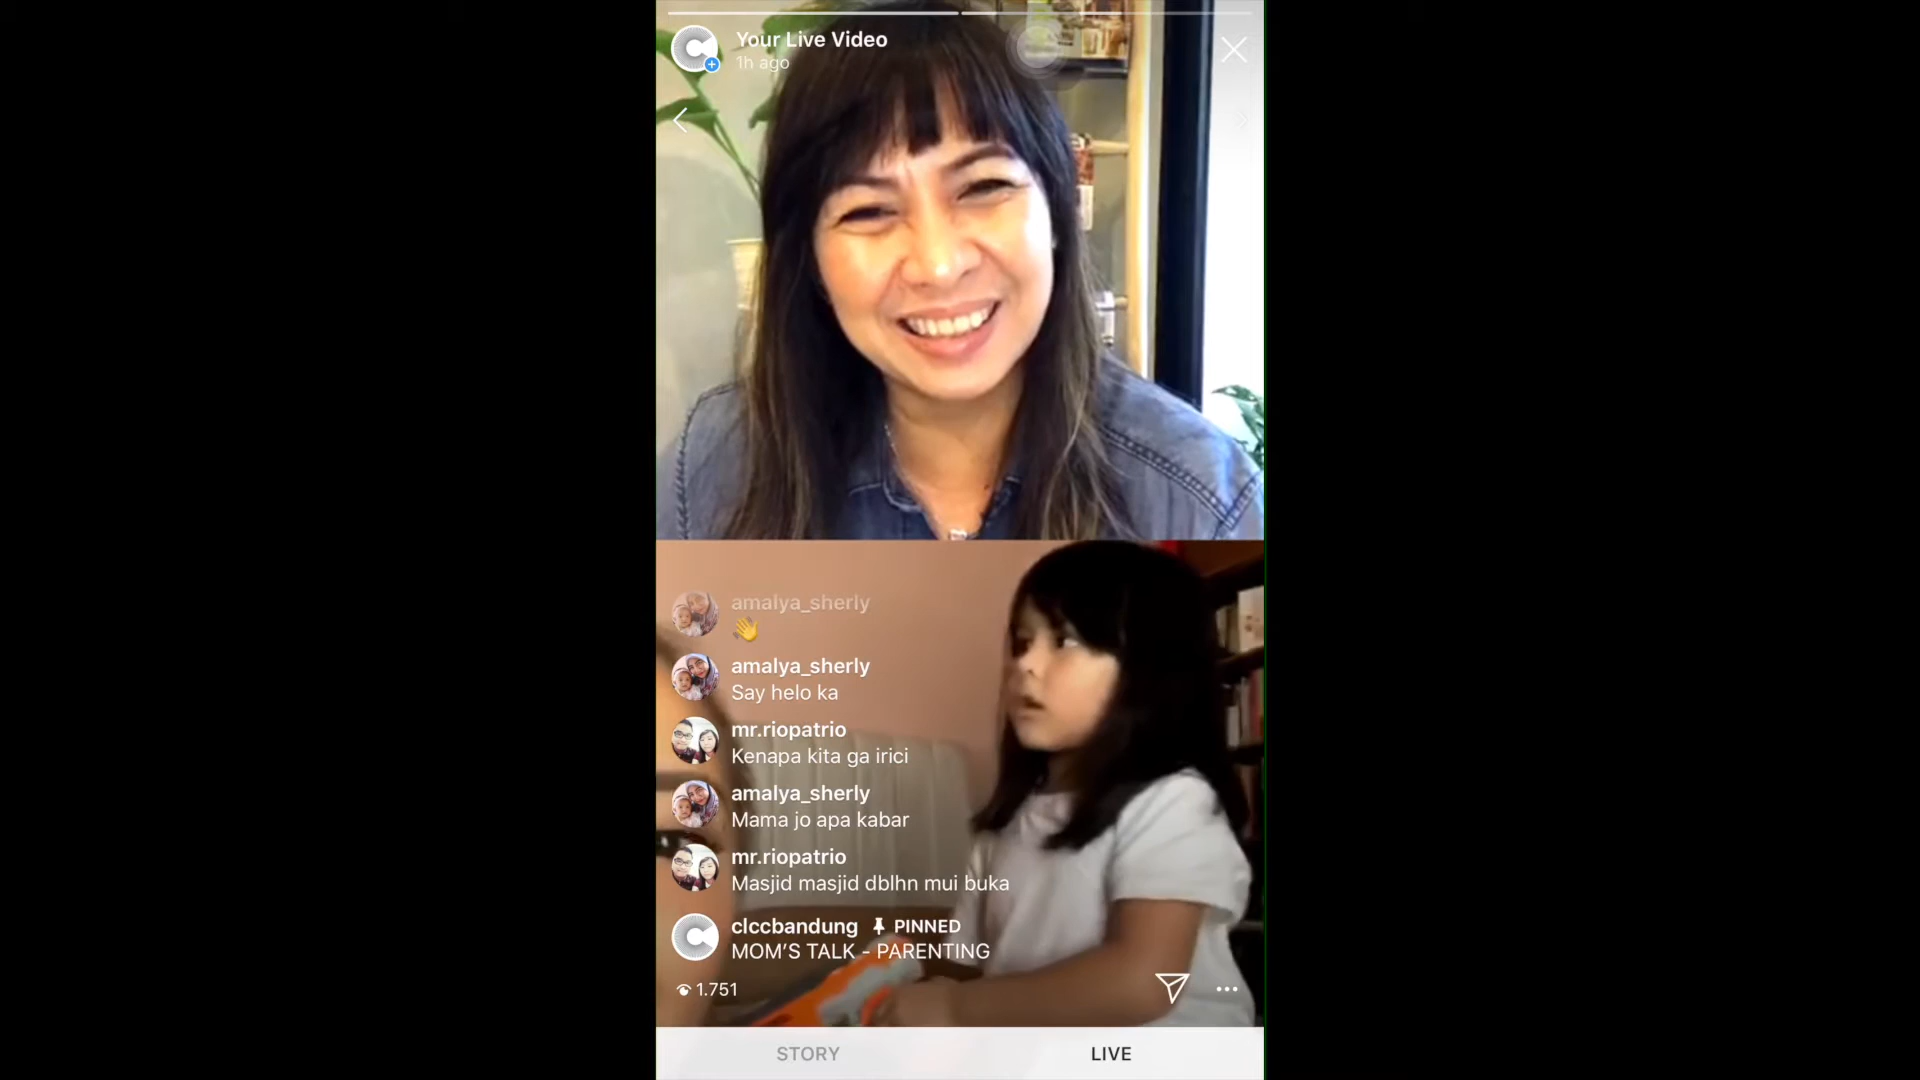 Your Live Video
1h ago
amalya_sherly
👋
amalya_sherly
Say helo ka
mr.riopatrio
Kenapa kita ga irici
amalya_sherly
Mama jo apa kabar
mr.riopatrio
Masjid masjid dblhn mui buka
clccbandung PINNED
MOM’S TALK - PARENTING
1.751
STORY LIVE